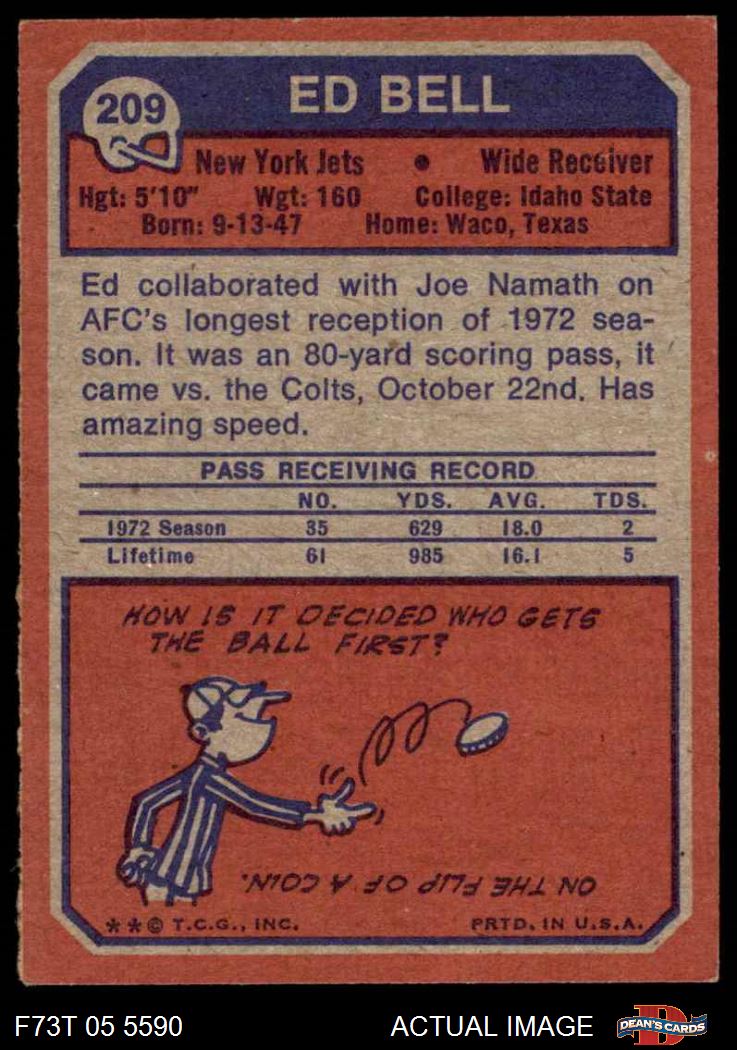 209
ED BELL
New York Jets • Wide Receiver
Hgt: 5'10" Wgt: 160 College: Idaho State
Born: 9-13-47 Home: Waco, Texas
Ed collaborated with Joe Namath on
AFC's longest reception of 1972 sea-
son. It was an 80-yard scoring pass, it
came vs. the Colts, October 22nd. Has
amazing speed.
PASS RECEIVING RECORD
NO. YDS. AVG. TDS.
1972 Season 35 629 18.0 2
Lifetime 61 985 16.1 5
HOW IS IT DECIDED WHO GETS
THE BALL FIRST?
ON THE FLIP OF A COIN.
**© T.C.G., INC. PRTD. IN U.S.A.
F73T 05 5590 ACTUAL IMAGE D DEAN'S CARDS